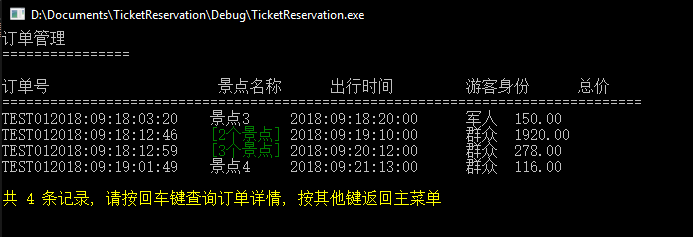 D:\Documents\TicketReservation\Debug\TicketReservation.exe
订单管理
================
订单号 景点名称 出行时间 游客身份 总价
================================================================================
TEST012018:09:18:03:20 景点3 2018:09:18:20:00 军人 150.00
TEST012018:09:18:12:46 [2个景点] 2018:09:19:10:00 群众 1920.00
TEST012018:09:18:12:59 [3个景点] 2018:09:20:12:00 群众 278.00
TEST012018:09:19:01:49 景点4 2018:09:21:13:00 群众 116.00
共 4 条记录, 请按回车键查询订单详情, 按其他键返回主菜单